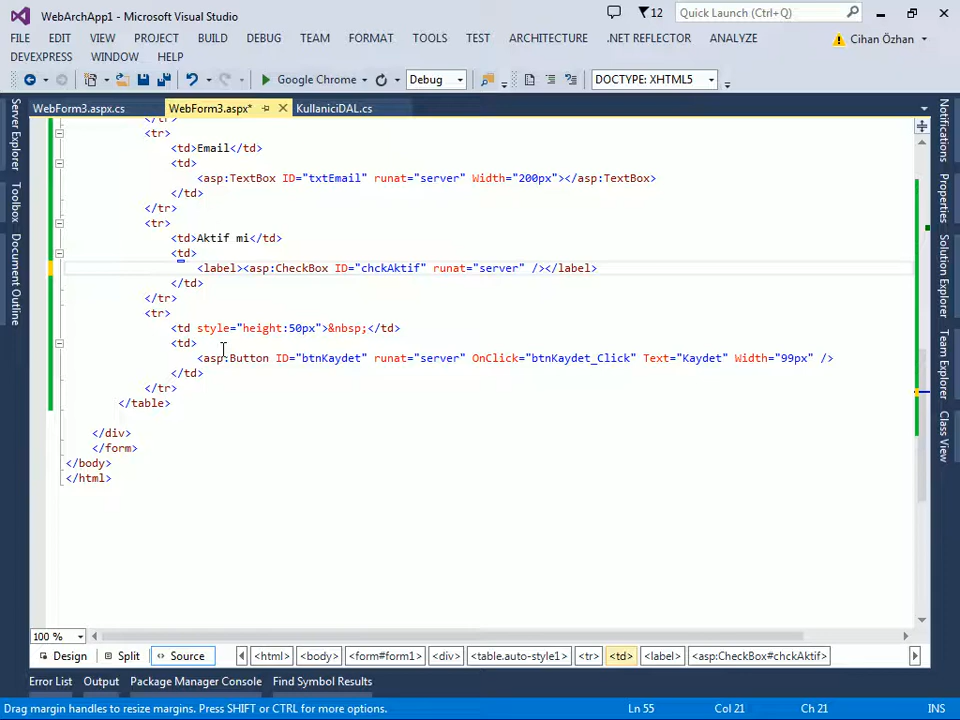 WebArchApp1 - Microsoft Visual Studio
12
Quick Launch (Ctrl+Q)
FILE EDIT VIEW PROJECT BUILD DEBUG TEAM FORMAT TOOLS TEST ARCHITECTURE .NET REFLECTOR ANALYZE
Cihan Özhan
DEVEXPRESS WINDOW HELP
Google Chrome
Debug
DOCTYPE: XHTML5
WebForm3.aspx.cs
WebForm3.aspx*
KullaniciDAL.cs
Server Explorer
Toolbox
Document Outline
</tr>
<tr>
<td>Email</td>
<td>
<asp:TextBox ID="txtEmail" runat="server" Width="200px"></asp:TextBox>
</td>
</tr>
<tr>
<td>Aktif mi</td>
<td>
<label><asp:CheckBox ID="chckAktif" runat="server" /></label>
</td>
</tr>
<tr>
<td style="height:50px">&nbsp;</td>
<td>
<asp:Button ID="btnKaydet" runat="server" OnClick="btnKaydet_Click" Text="Kaydet" Width="99px" />
</td>
</tr>
</table>
</div>
</form>
</body>
</html>
Notifications
Properties
Solution Explorer
Team Explorer
Class View
100 %
Design
Split
Source
<html> <body> <form#form1> <div> <table.auto-style1> <tr> <td> <label> <asp:CheckBox#chckAktif>
Error List Output Package Manager Console Find Symbol Results
Drag margin handles to resize margins. Press SHIFT or CTRL for more options.
Ln 55
Col 21
Ch 21
INS